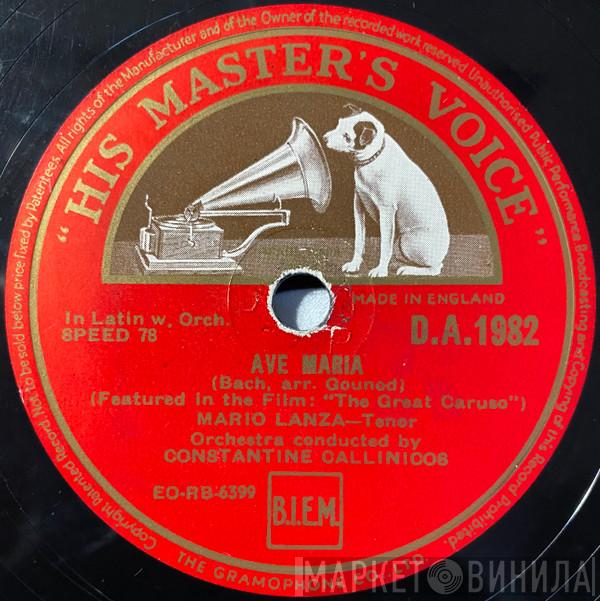 Copyright Patented Record. Not to be sold below price fixed by Patentees. All rights of the Manufacturer and of the Owner of the recorded work reserved. Unauthorised Public Performance Broadcasting and Copying of this Record Prohibited.
"HIS MASTER'S VOICE"
MADE IN ENGLAND
In Latin w. Orch.
SPEED 78
D.A.1982
AVE MARIA
(Bach, arr. Gounod)
(Featured in the Film: "The Great Caruso")
MARIO LANZA—Tenor
Orchestra conducted by
CONSTANTINE CALLINICOS
EO-RB-6399
B.I.E.M.
THE GRAMOPHONE CO. LTD.
МАРКЕТ ВИНИЛА